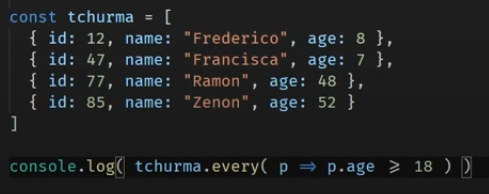 const tchurma = [
  { id: 12, name: "Frederico", age: 8 },
  { id: 47, name: "Francisca", age: 7 },
  { id: 77, name: "Ramon", age: 48 },
  { id: 85, name: "Zenon", age: 52 }
]
console.log( tchurma.every( p => p.age >= 18 ) )